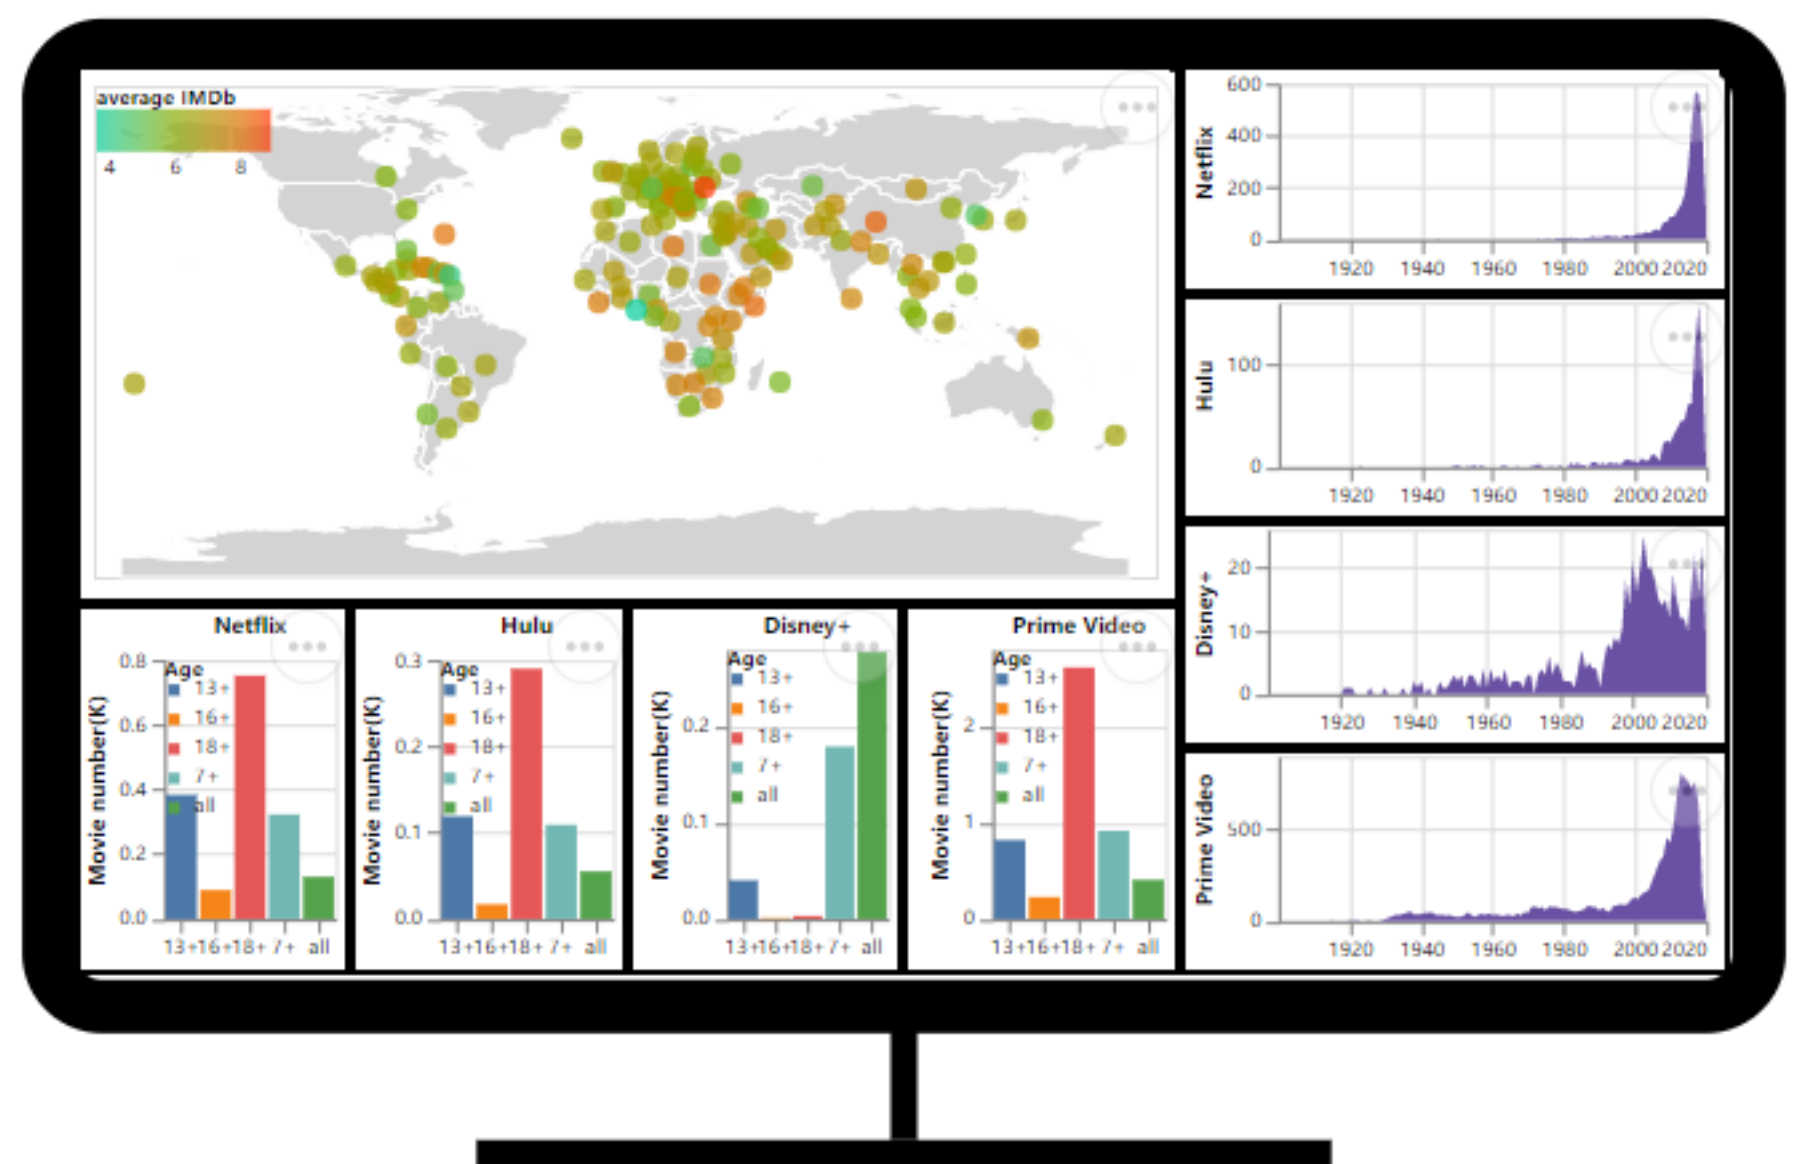 average IMDb
4 6 8
600
400
200
0
Netflix
1920 1940 1960 1980 2000 2020
100
0
Hulu
1920 1940 1960 1980 2000 2020
20
10
0
Disney+
1920 1940 1960 1980 2000 2020
500
0
Prime Video
1920 1940 1960 1980 2000 2020
Netflix
Movie number(K)
0.8
0.6
0.4
0.2
0.0
Age
13+
16+
18+
7+
all
13+ 16+ 18+ 7+ all
Hulu
Movie number(K)
0.3
0.2
0.1
0.0
Age
13+
16+
18+
7+
all
13+ 16+ 18+ 7+ all
Disney+
Movie number(K)
0.2
0.1
0.0
Age
13+
16+
18+
7+
all
13+ 16+ 18+ 7+ all
Prime Video
Movie number(K)
2
1
0
Age
13+
16+
18+
7+
all
13+ 16+ 18+ 7+ all